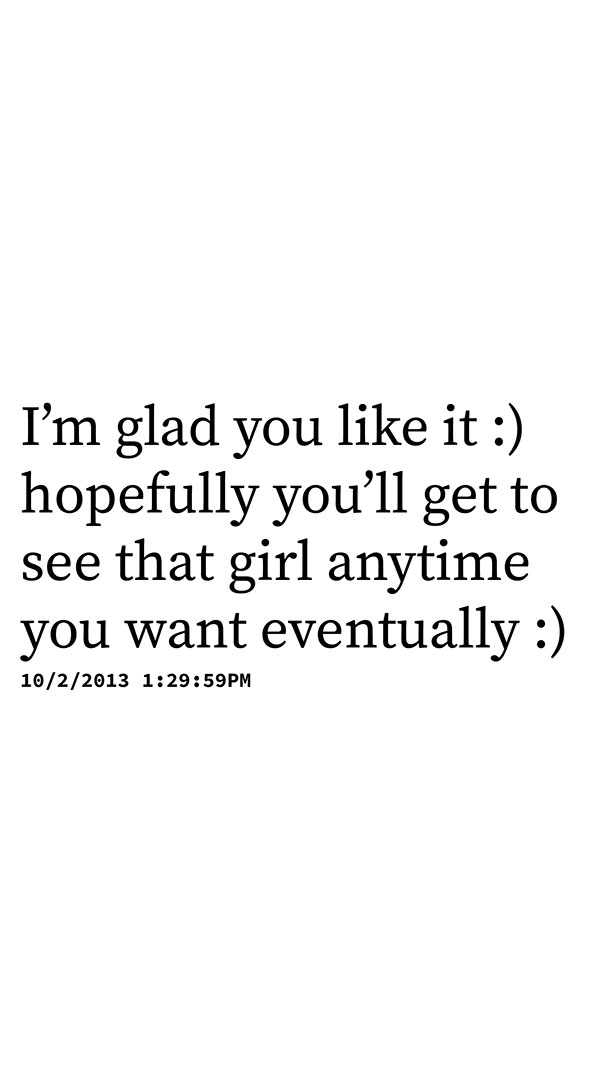 I’m glad you like it :)
hopefully you’ll get to
see that girl anytime
you want eventually :)
10/2/2013 1:29:59PM